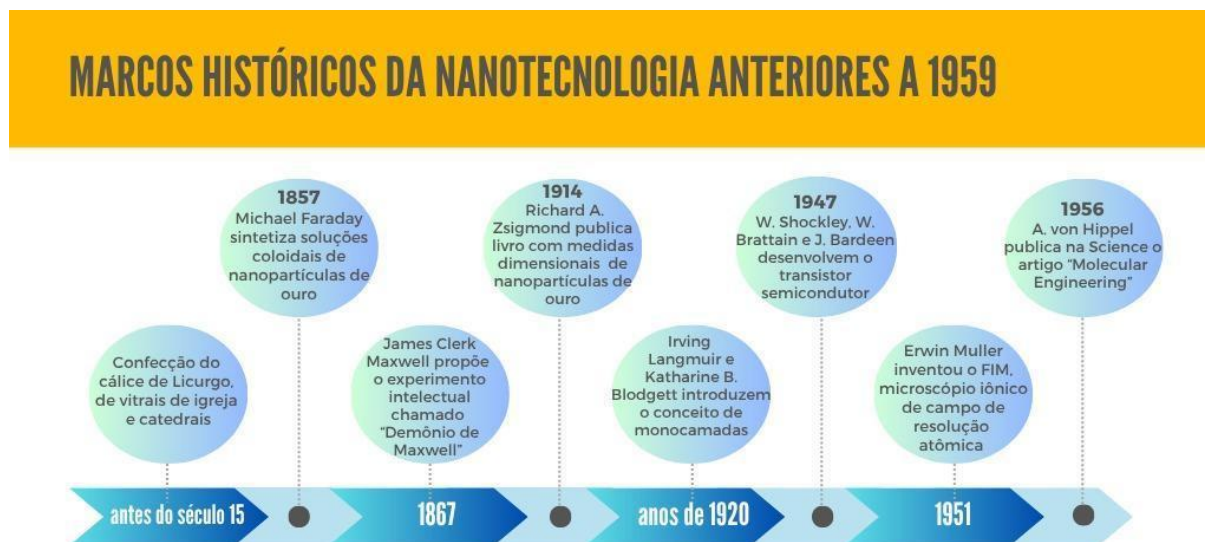 MARCOS HISTÓRICOS DA NANOTECNOLOGIA ANTERIORES A 1959
Confecção do
cálice de Licurgo,
de vitrais de igreja
e catedrais
antes do século 15
1857
Michael Faraday
sintetiza soluções
coloidais de
nanopartículas de
ouro
James Clerk
Maxwell propõe
o experimento
intelectual
chamado
“Demônio de
Maxwell”
1867
1914
Richard A.
Zsigmond publica
livro com medidas
dimensionais de
nanopartículas de
ouro
Irving
Langmuir e
Katharine B.
Blodgett introduzem
o conceito de
monocamadas
anos de 1920
1947
W. Shockley, W.
Brattain e J. Bardeen
desenvolvem o
transistor
semicondutor
Erwin Muller
inventou o FIM,
microscópio iônico
de campo de
resolução
atômica
1951
1956
A. von Hippel
publica na Science o
artigo “Molecular
Engineering”